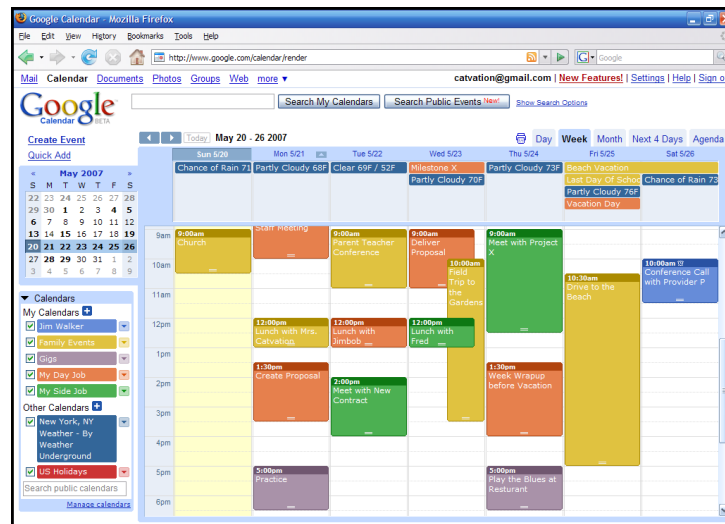 Google Calendar - Mozilla Firefox
File Edit View History Bookmarks Tools Help
http://www.google.com/calendar/render
Google
Mail Calendar Documents Photos Groups Web more ▼
catvation@gmail.com | New Features! | Settings | Help | Sign o
Google
Calendar BETA
Search My Calendars
Search Public Events New!
Show Search Options
Create Event
Quick Add
Today May 20 - 26 2007
Day Week Month Next 4 Days Agenda
« May 2007 »
S M T W T F S
22 23 24 25 26 27 28
29 30 1 2 3 4 5
6 7 8 9 10 11 12
13 14 15 16 17 18 19
20 21 22 23 24 25 26
27 28 29 30 31 1 2
3 4 5 6 7 8 9
Calendars
My Calendars
Jim Walker
Family Events
Gigs
My Day Job
My Side Job
Other Calendars
New York, NY
Weather - By
Weather
Underground
US Holidays
Search public calendars
Manage calendars
Sun 5/20 Mon 5/21 Tue 5/22 Wed 5/23 Thu 5/24 Fri 5/25 Sat 5/26
Chance of Rain 71 Partly Cloudy 68F Clear 69F / 52F Milestone X Partly Cloudy 73F Beach Vacation
Partly Cloudy 70F Last Day Of Schoo Chance of Rain 73
Partly Cloudy 76F
Vacation Day
9am
10am
11am
12pm
1pm
2pm
3pm
4pm
5pm
6pm
9:00am
Church
Staff Meeting
12:00pm
Lunch with Mrs.
Catvation
1:30pm
Create Proposal
5:00pm
Practice
9:00am
Parent Teacher
Conference
12:00pm
Lunch with
Jimbob
2:00pm
Meet with New
Contract
9:00am
Deliver
Proposal
10:00am
Field
Trip to
the
Gardens
12:00pm
Lunch with
Fred
9:00am
Meet with Project
X
1:30pm
Week Wrapup
before Vacation
5:00pm
Play the Blues at
Resturant
10:30am
Drive to the
Beach
10:00am
Conference Call
with Provider P